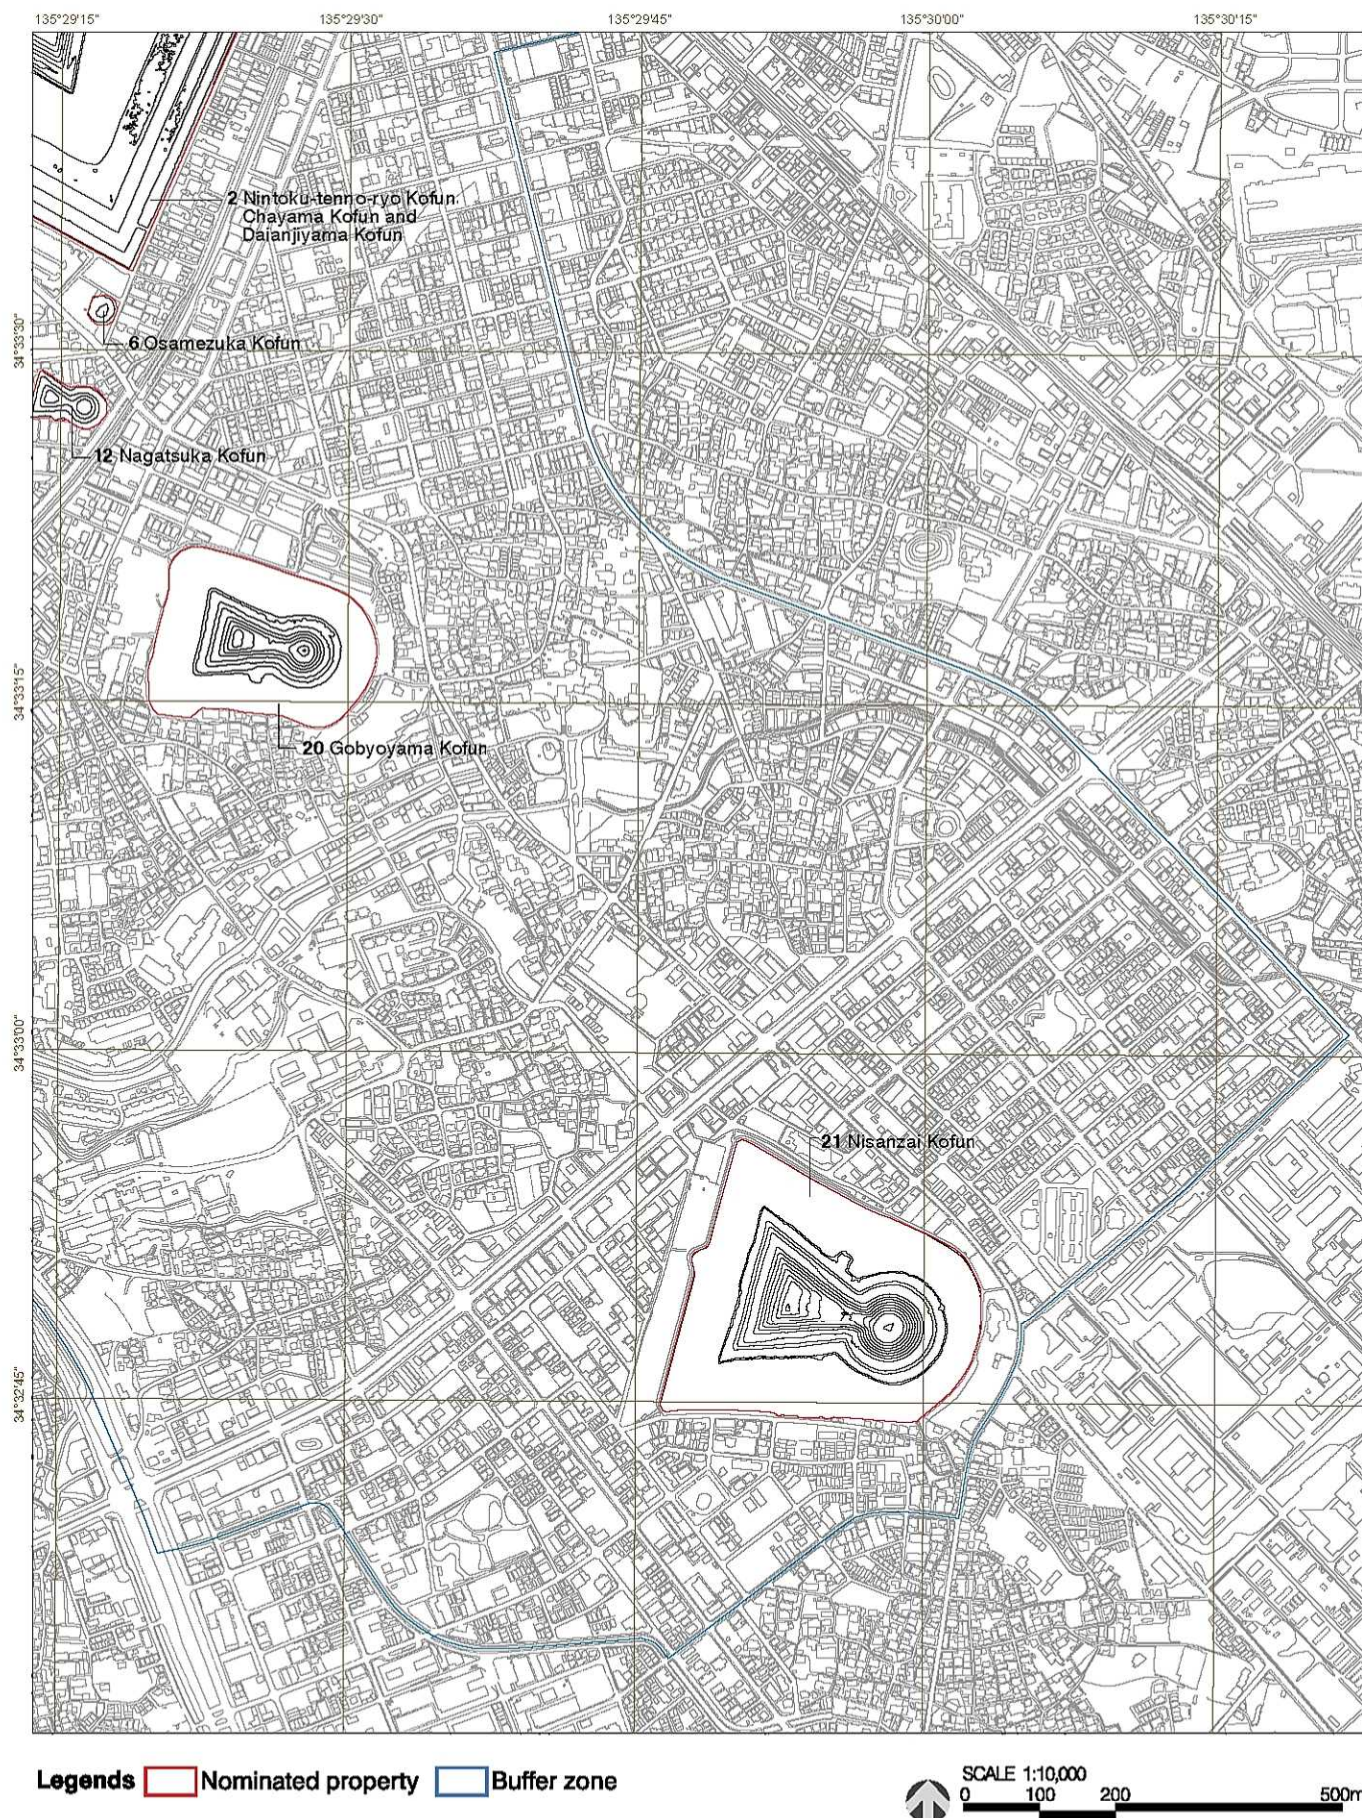 135°29'15" 135°29'30" 135°29'45" 135°30'00" 135°30'15"
2 Nintoku-tenno-ryo Kofun
Chayama Kofun and
Daianjiyama Kofun
34°33'30"
6 Osamezuka Kofun
12 Nagatsuka Kofun
34°33'15"
20 Gobyoyama Kofun
34°33'00"
21 Nisanzai Kofun
34°32'45"
Legends Nominated property Buffer zone
SCALE 1:10,000
0 100 200 500m